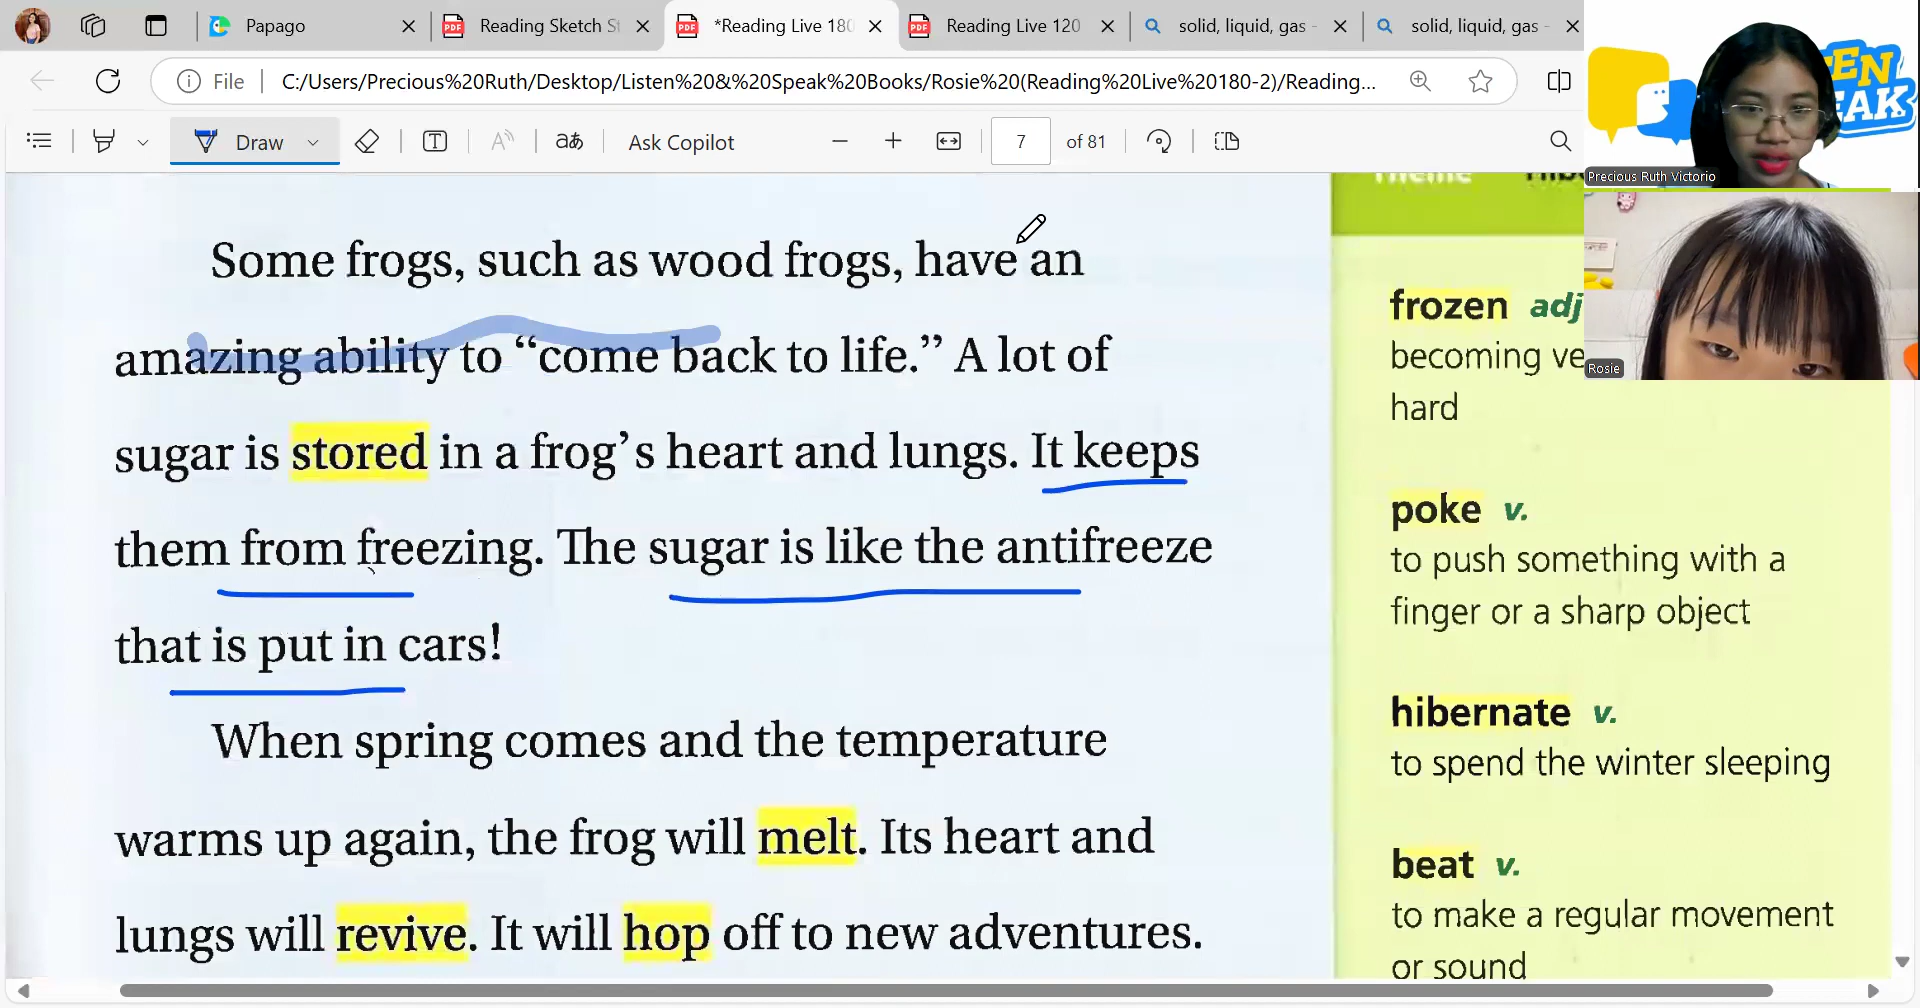 Papago
Reading Sketch St
*Reading Live 180
Reading Live 120
solid, liquid, gas -
solid, liquid, gas -
File
C:/Users/Precious%20Ruth/Desktop/Listen%20&%20Speak%20Books/Rosie%20(Reading%20Live%20180-2)/Reading...
Draw
aあ
Ask Copilot
7 of 81
EN
EAK
Precious Ruth Victorio
Rosie
Theme
Some frogs, such as wood frogs, have an
amazing ability to “come back to life.” A lot of
sugar is stored in a frog’s heart and lungs. It keeps
them from freezing. The sugar is like the antifreeze
that is put in cars!
When spring comes and the temperature
warms up again, the frog will melt. Its heart and
lungs will revive. It will hop off to new adventures.
frozen adj
becoming ve
hard
poke v.
to push something with a
finger or a sharp object
hibernate v.
to spend the winter sleeping
beat v.
to make a regular movement
or sound